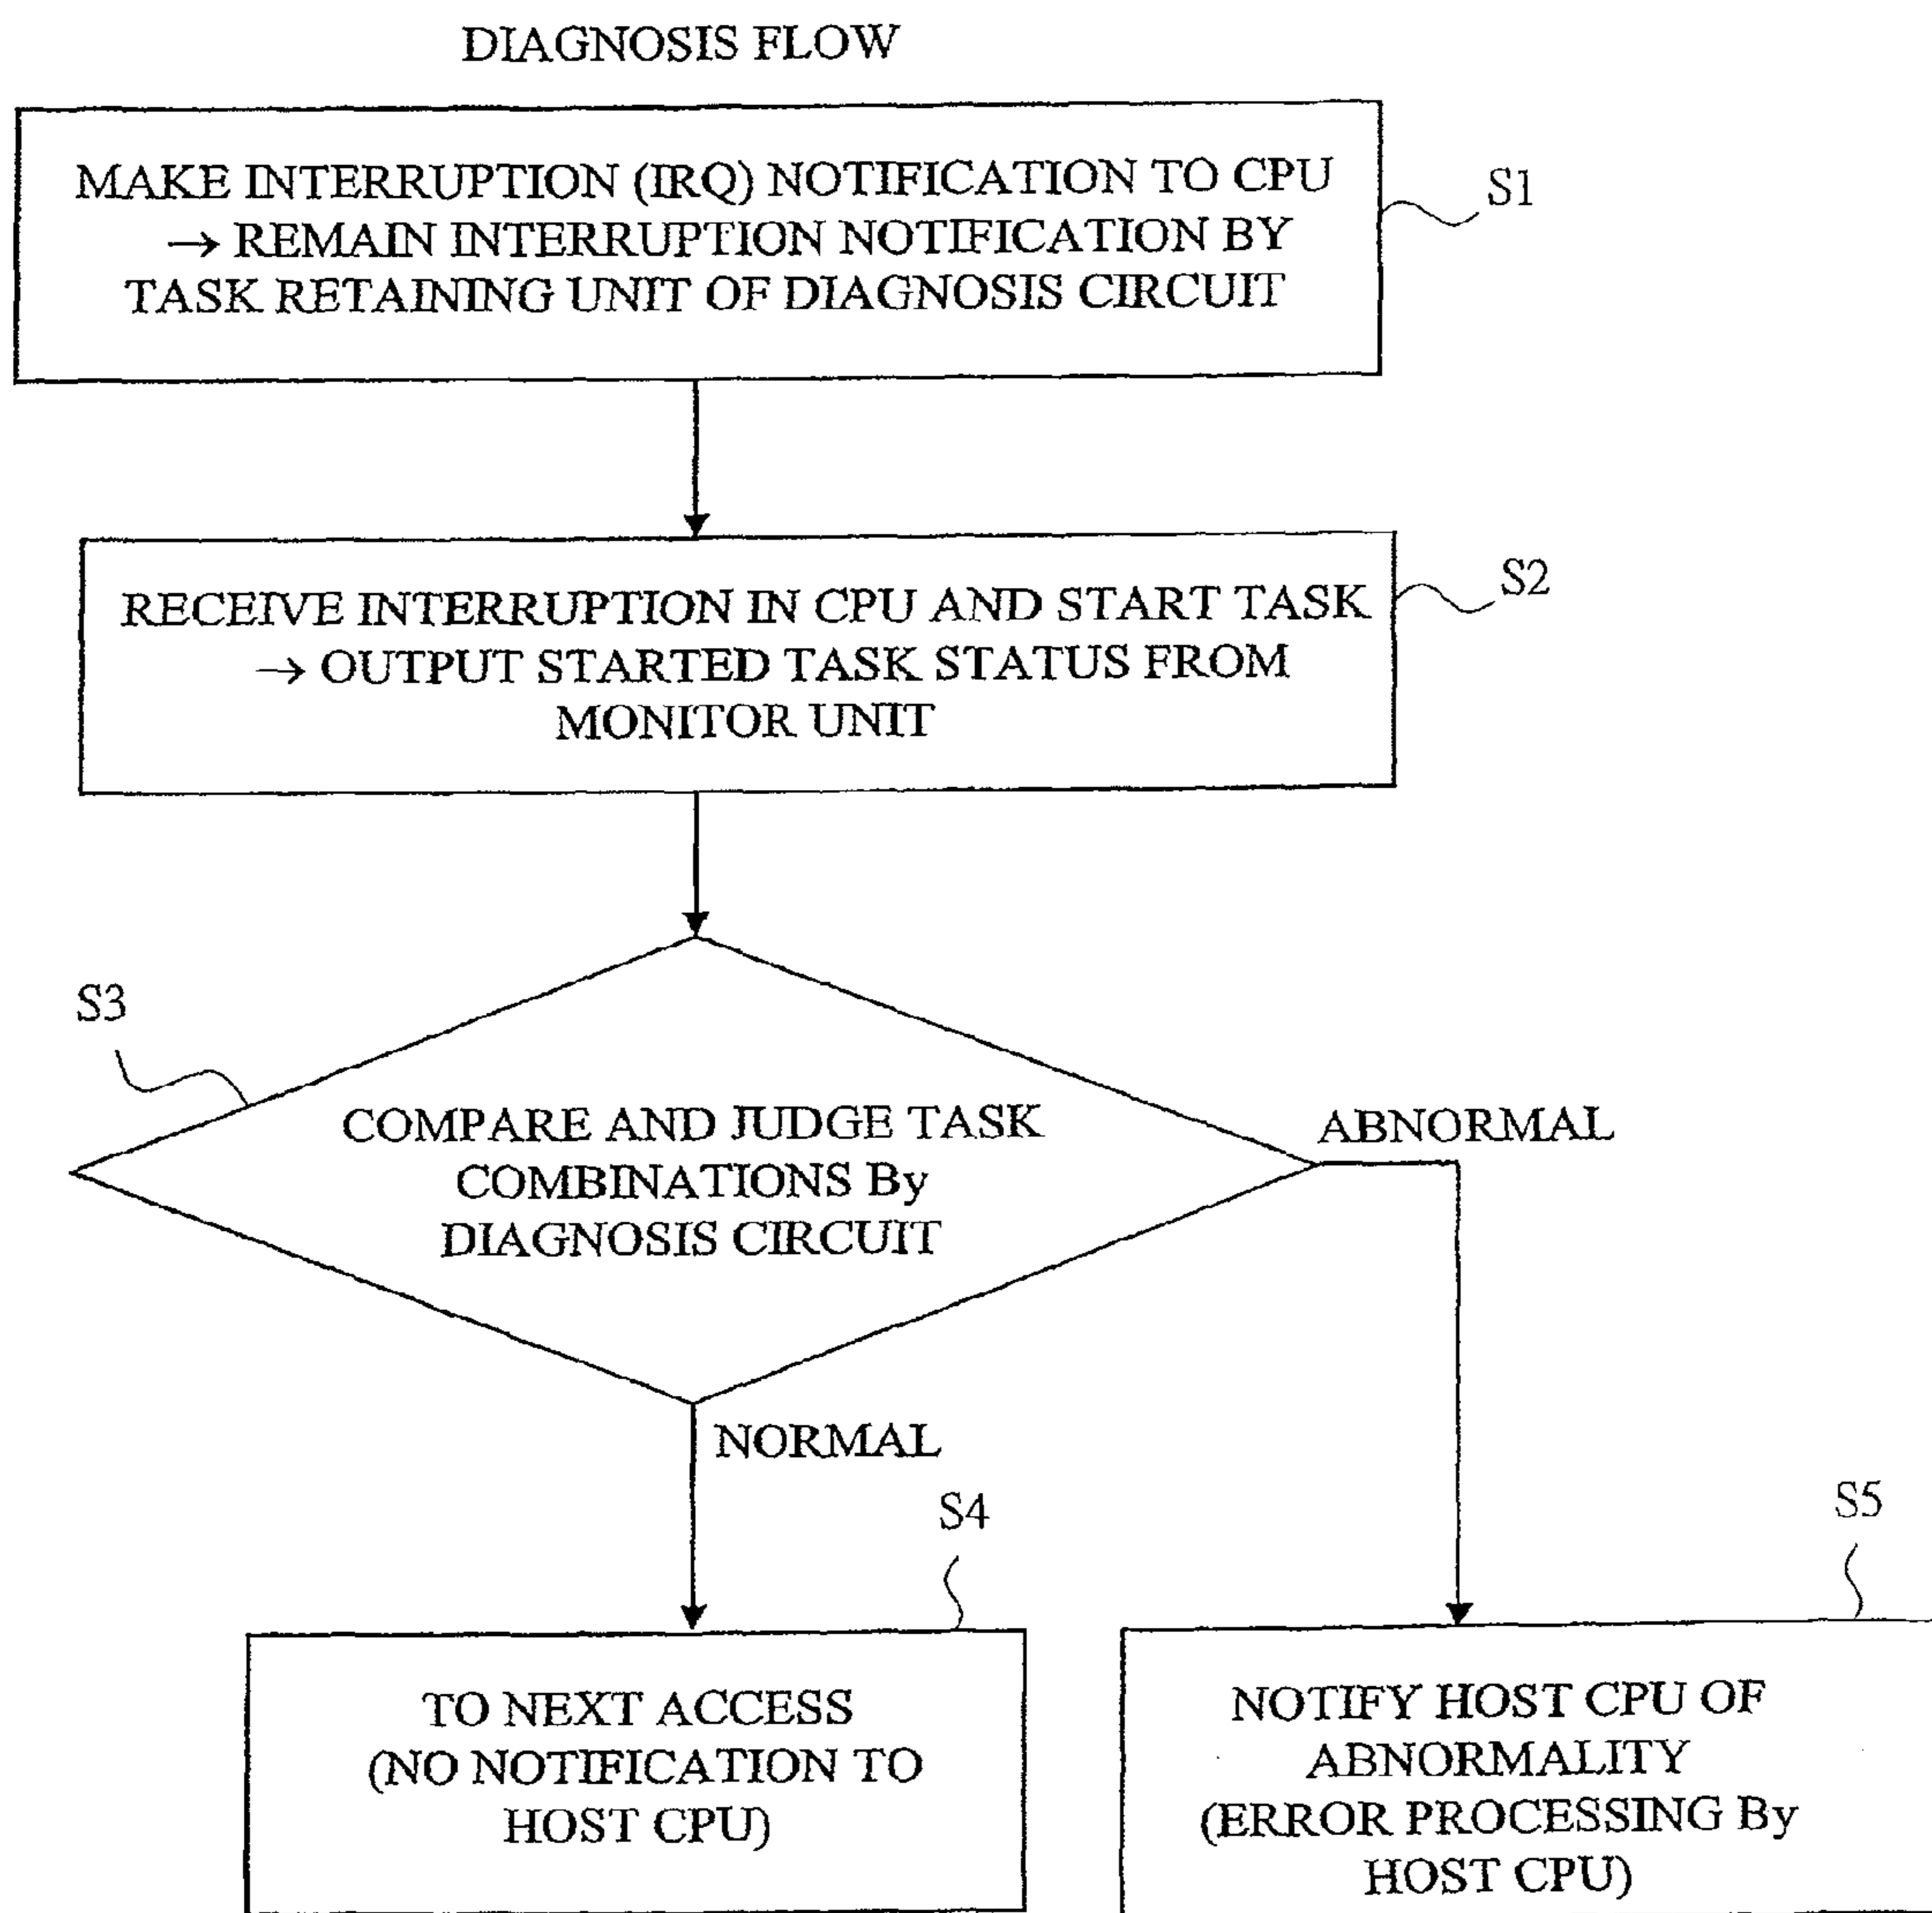 DIAGNOSIS FLOW
MAKE INTERRUPTION (IRQ) NOTIFICATION TO CPU
→ REMAIN INTERRUPTION NOTIFICATION BY
TASK RETAINING UNIT OF DIAGNOSIS CIRCUIT
S1
RECEIVE INTERRUPTION IN CPU AND START TASK
→ OUTPUT STARTED TASK STATUS FROM
MONITOR UNIT
S2
S3
COMPARE AND JUDGE TASK
COMBINATIONS By
DIAGNOSIS CIRCUIT
ABNORMAL
NORMAL
S4
TO NEXT ACCESS
(NO NOTIFICATION TO
HOST CPU)
S5
NOTIFY HOST CPU OF
ABNORMALITY
(ERROR PROCESSING By
HOST CPU)